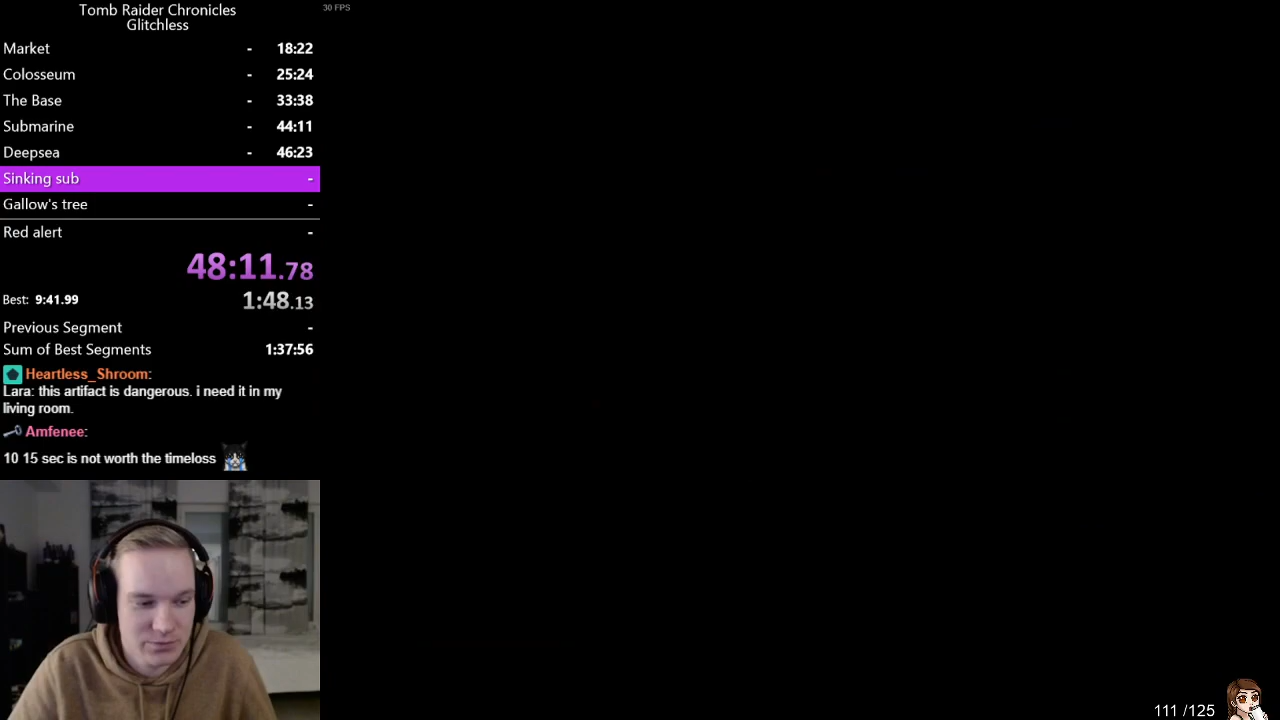 Tomb Raider Chronicles
Glitchless
30 FPS
Market - 18:22
Colosseum - 25:24
The Base - 33:38
Submarine - 44:11
Deepsea - 46:23
Sinking sub -
Gallow's tree -
Red alert -
48:11.78
Best: 9:41.99 1:48.13
Previous Segment -
Sum of Best Segments 1:37:56
Heartless_Shroom:
Lara: this artifact is dangerous. i need it in my
living room.
Amfenee:
10 15 sec is not worth the timeloss
111 /125